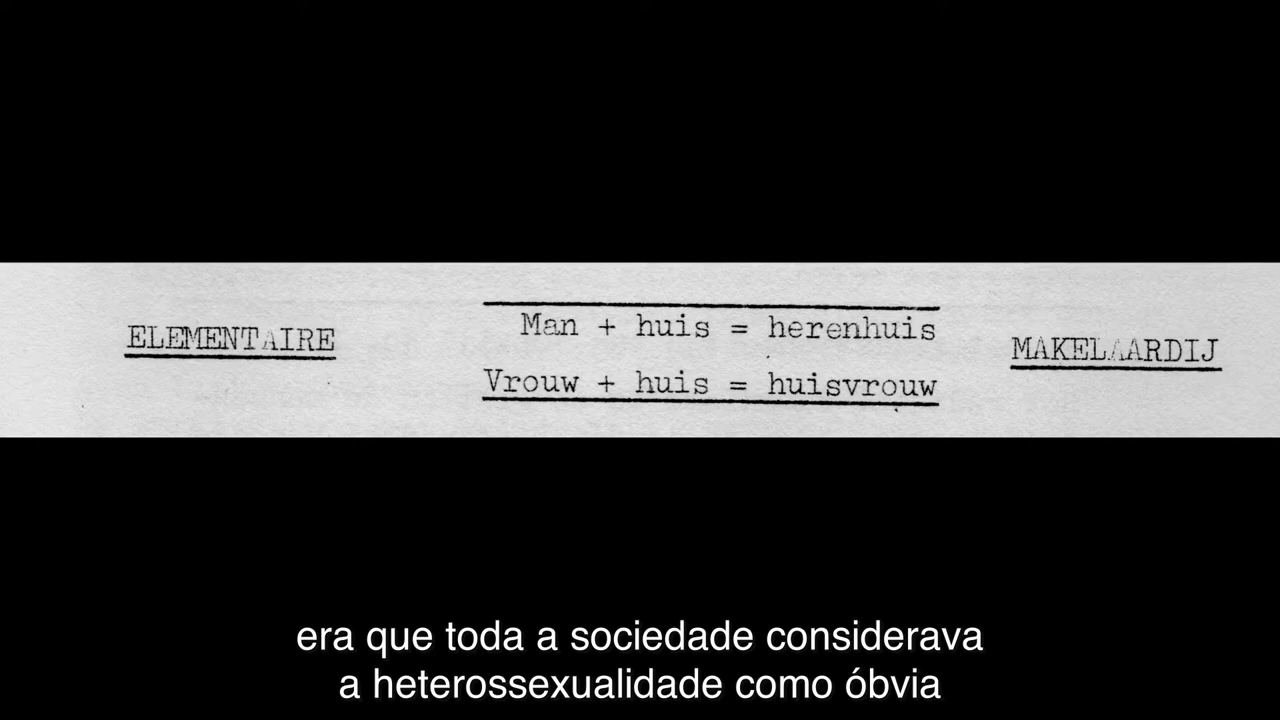 ELEMENTAIRE
Man + huis = herenhuis
Vrouw + huis = huisvrouw
MAKELAARDIJ
era que toda a sociedade considerava
a heterossexualidade como óbvia